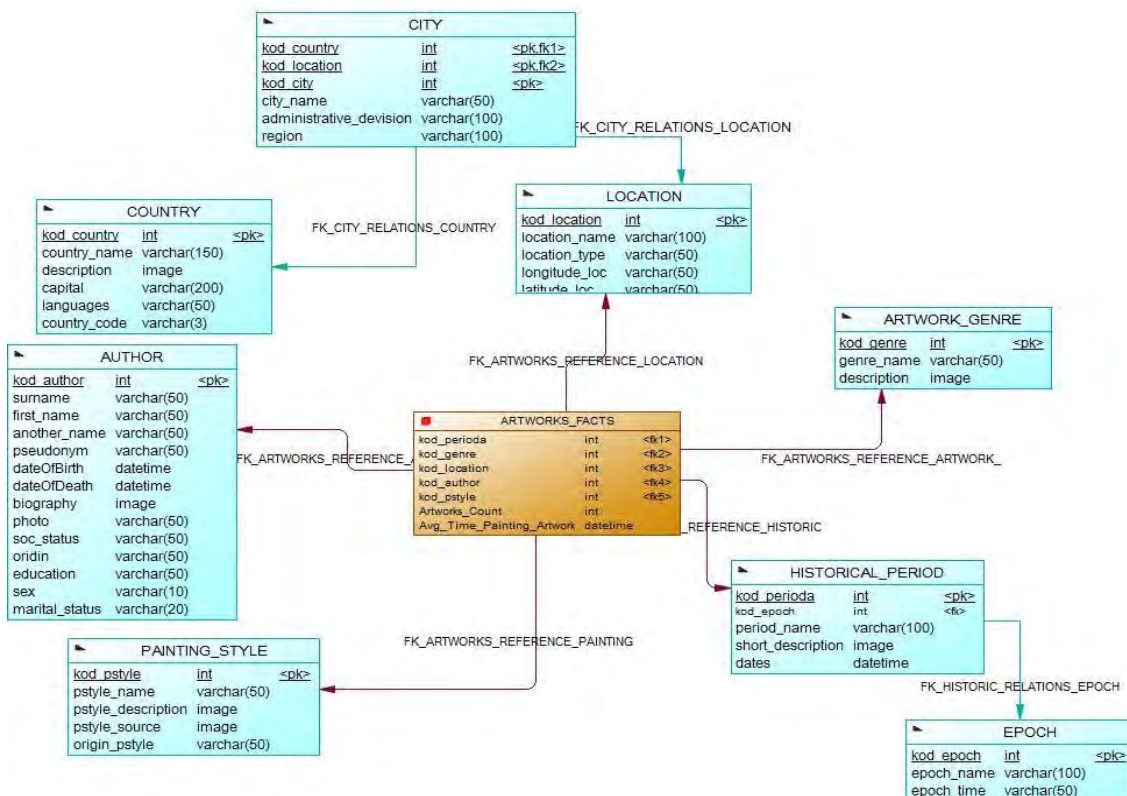 CITY
kod_country int <pk,fk1>
kod_location int <pk,fk2>
kod_city int <pk>
city_name varchar(50)
administrative_devision varchar(100)
region varchar(100)
FK_CITY_RELATIONS_LOCATION
FK_CITY_RELATIONS_COUNTRY
LOCATION
kod_location int <pk>
location_name varchar(100)
location_type varchar(50)
longitude_loc varchar(50)
latitude_loc varchar(50)
COUNTRY
kod_country int <pk>
country_name varchar(150)
description image
capital varchar(200)
languages varchar(50)
country_code varchar(3)
ARTWORK_GENRE
kod_genre int <pk>
genre_name varchar(50)
description image
FK_ARTWORKS_REFERENCE_LOCATION
AUTHOR
kod_author int <pk>
surname varchar(50)
first_name varchar(50)
another_name varchar(50)
pseudonym varchar(50)
dateOfBirth datetime
dateOfDeath datetime
biography image
photo varchar(50)
soc_status varchar(50)
oridin varchar(50)
education varchar(50)
sex varchar(10)
marital_status varchar(20)
FK_ARTWORKS_REFERENCE_A
ARTWORKS_FACTS
kod_perioda int <fk1>
kod_genre int <fk2>
kod_location int <fk3>
kod_author int <fk4>
kod_pstyle int <fk5>
Artworks_Count int
Avg_Time_Painting_Artwork datetime
FK_ARTWORKS_REFERENCE_ARTWORK_
_REFERENCE_HISTORIC
HISTORICAL_PERIOD
kod_perioda int <pk>
kod_epoch int <fk>
period_name varchar(100)
short_description image
dates datetime
FK_ARTWORKS_REFERENCE_PAINTING
PAINTING_STYLE
kod_pstyle int <pk>
pstyle_name varchar(50)
pstyle_description image
pstyle_source image
origin_pstyle varchar(50)
FK_HISTORIC_RELATIONS_EPOCH
EPOCH
kod_epoch int <pk>
epoch_name varchar(100)
epoch_time varchar(50)